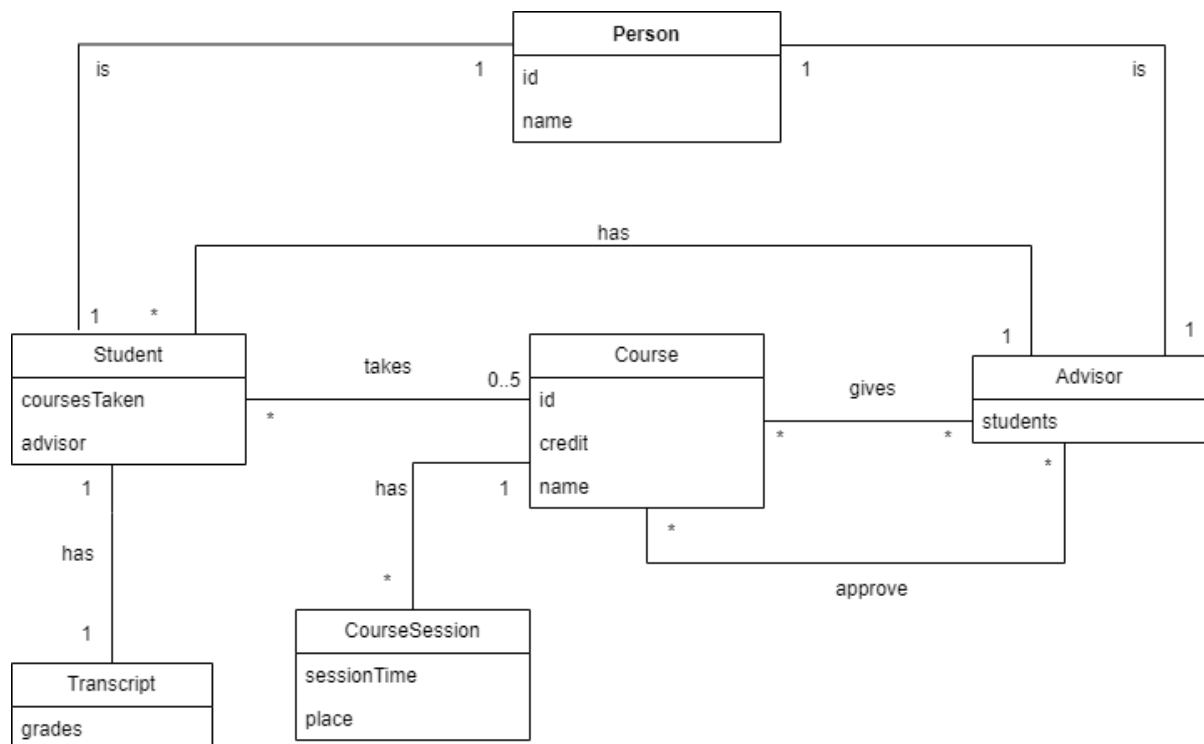 Person
is
1
1
is
id
name
has
1
*
1
1
Student
Course
Advisor
takes
0..5
gives
coursesTaken
id
students
*
*
*
advisor
credit
*
name
1
has
1
*
has
approve
*
1
CourseSession
Transcript
sessionTime
grades
place